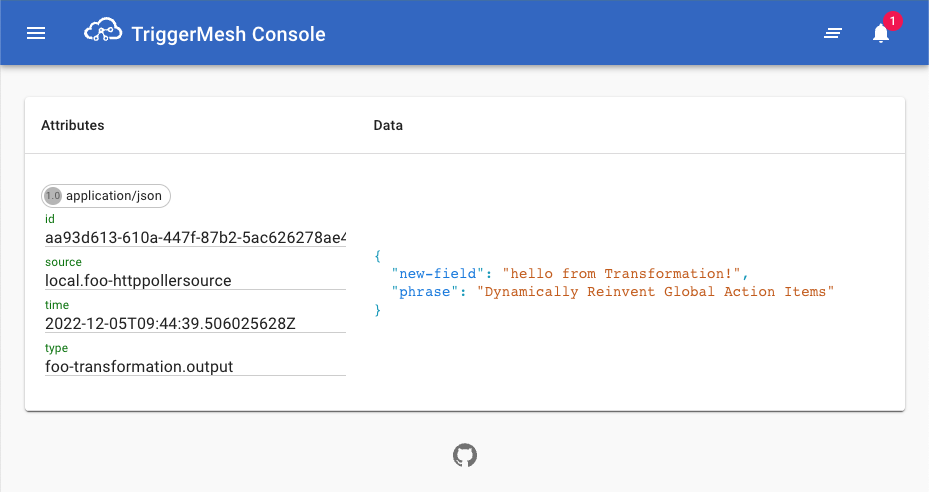 TriggerMesh Console
1
Attributes
Data
1.0 application/json
id
aa93d613-610a-447f-87b2-5ac626278ae4
source
local.foo-httppollersource
time
2022-12-05T09:44:39.506025628Z
type
foo-transformation.output
{
"new-field": "hello from Transformation!",
"phrase": "Dynamically Reinvent Global Action Items"
}